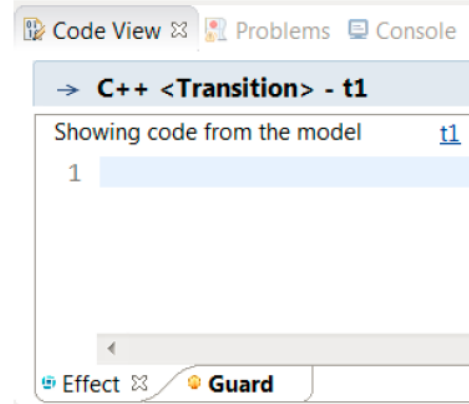 Code View Problems Console
→ C++ <Transition> - t1
Showing code from the model t1
1
Effect Guard